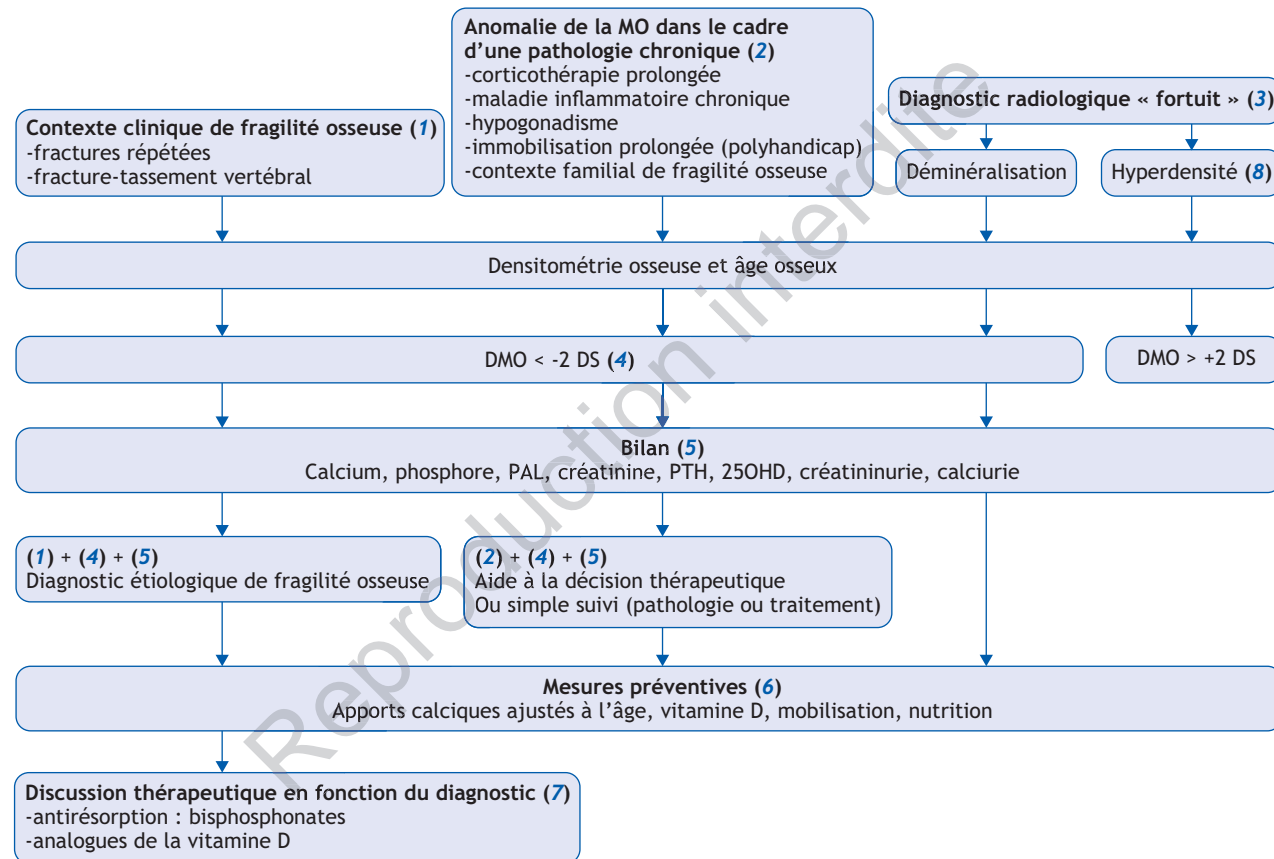 Contexte clinique de fragilité osseuse (1)
-fractures répétées
-fracture-tassement vertébral
Anomalie de la MO dans le cadre
d’une pathologie chronique (2)
-corticothérapie prolongée
-maladie inflammatoire chronique
-hypogonadisme
-immobilisation prolongée (polyhandicap)
-contexte familial de fragilité osseuse
Diagnostic radiologique « fortuit » (3)
Déminéralisation
Hyperdensité (8)
Densitométrie osseuse et âge osseux
DMO < -2 DS (4)
DMO > +2 DS
Bilan (5)
Calcium, phosphore, PAL, créatinine, PTH, 25OHD, créatininurie, calciurie
(1) + (4) + (5)
Diagnostic étiologique de fragilité osseuse
(2) + (4) + (5)
Aide à la décision thérapeutique
Ou simple suivi (pathologie ou traitement)
Mesures préventives (6)
Apports calciques ajustés à l’âge, vitamine D, mobilisation, nutrition
Discussion thérapeutique en fonction du diagnostic (7)
-antirésorption : bisphosphonates
-analogues de la vitamine D
Reproduction interdite